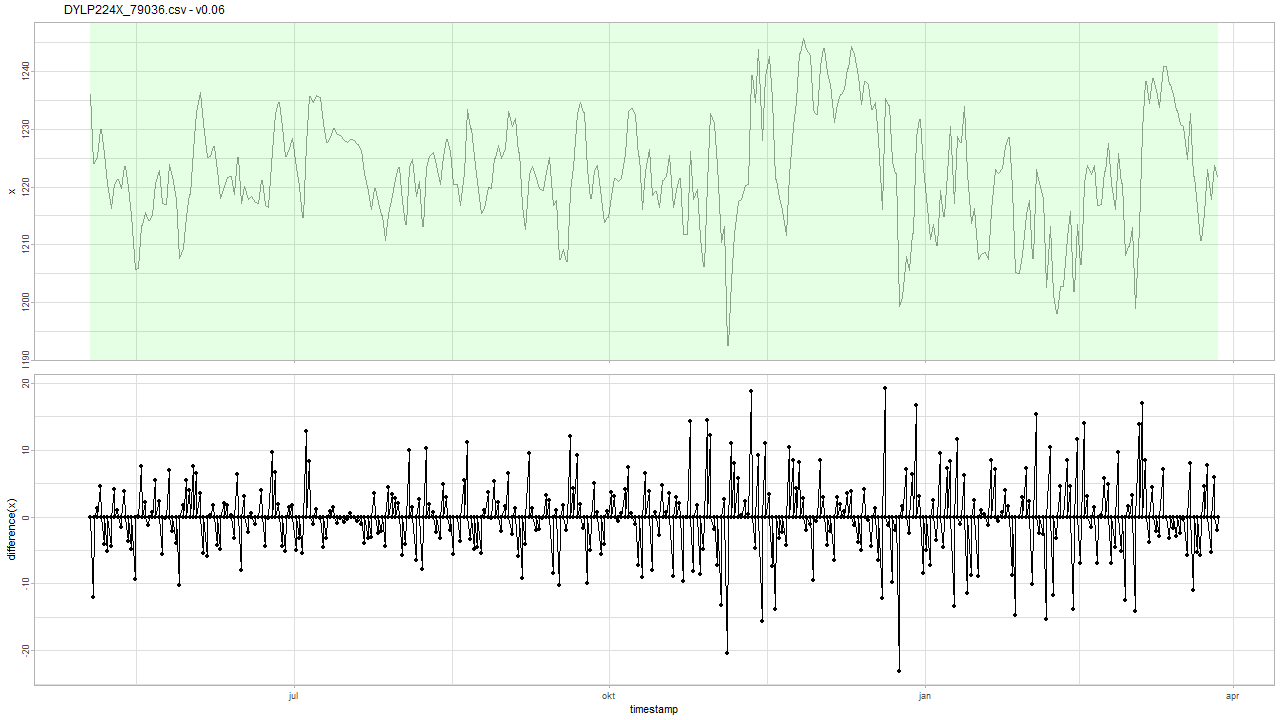 DYLP224X_79036.csv - v0.06
1240
1230
1220
1210
1200
1190
x
20
10
0
-10
-20
difference(x)
jul
okt
jan
apr
timestamp